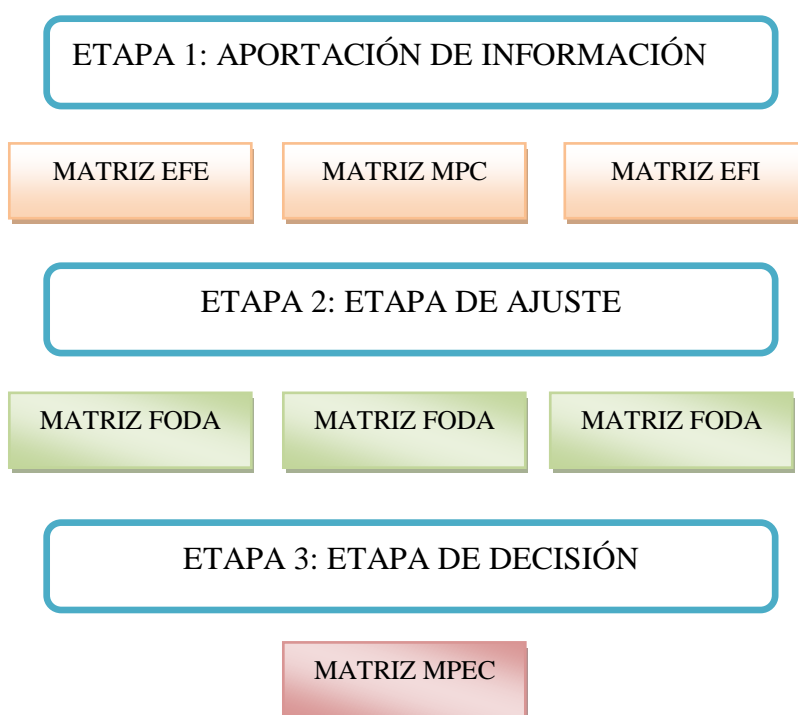 ETAPA 1: APORTACIÓN DE INFORMACIÓN
MATRIZ EFE
MATRIZ MPC
MATRIZ EFI
ETAPA 2: ETAPA DE AJUSTE
MATRIZ FODA
MATRIZ FODA
MATRIZ FODA
ETAPA 3: ETAPA DE DECISIÓN
MATRIZ MPEC